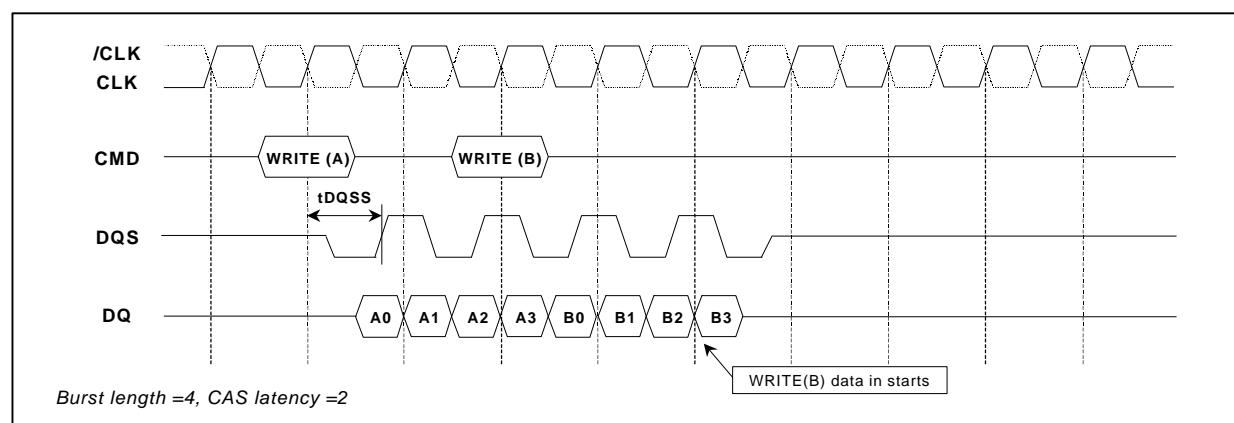 /CLK
CLK
CMD WRITE (A) WRITE (B)
tDQSS
DQS
DQ A0 A1 A2 A3 B0 B1 B2 B3
WRITE(B) data in starts
Burst length =4, CAS latency =2